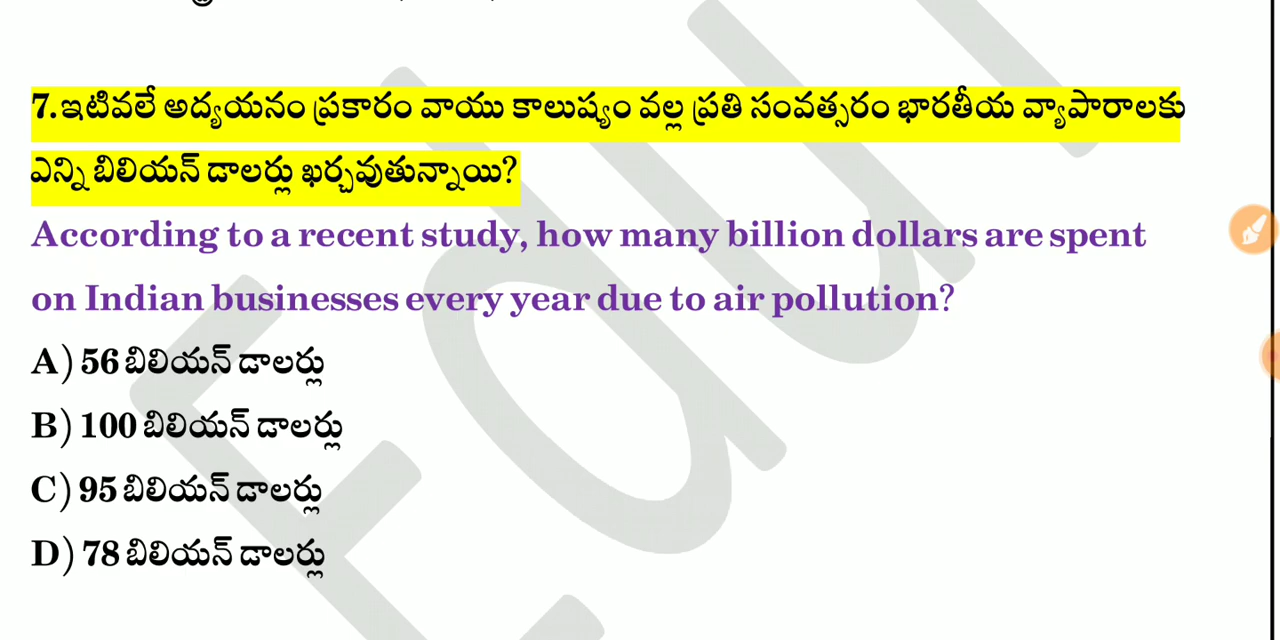 7.ఇటీవలే అధ్యయనం ప్రకారం వాయు కాలుష్యం వల్ల ప్రతి సంవత్సరం భారతీయ వ్యాపారాలకు
ఎన్ని బిలియన్ డాలర్లు ఖర్చవుతున్నాయి?
According to a recent study, how many billion dollars are spent
on Indian businesses every year due to air pollution?
A) 56 బిలియన్ డాలర్లు
B) 100 బిలియన్ డాలర్లు
C) 95 బిలియన్ డాలర్లు
D) 78 బిలియన్ డాలర్లు